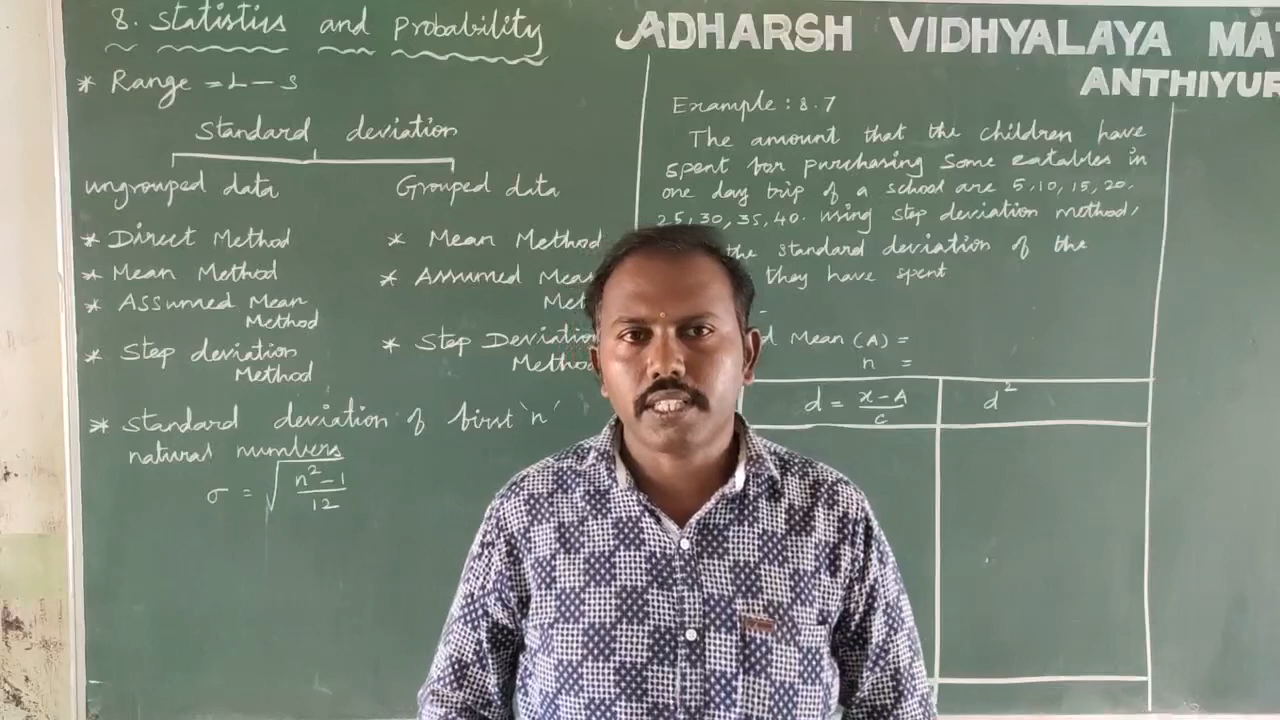 8. Statistics and Probability
* Range = L - S
Standard deviation
ungrouped data
* Direct Method
* Mean Method
* Assumed Mean
Method
* Step deviation
Method
Grouped data
* Mean Method
* Assumed Mea
Met
* Step Deviation
Method
* Standard deviation of first 'n'
natural numbers
σ = √((n² - 1)/12)
ADHARSH VIDHYALAYA MAT
ANTHIYUR
Example : 8.7
The amount that the children have
spent for purchasing some eatables in
one day trip of a school are 5, 10, 15, 20,
25, 30, 35, 40. using step deviation method,
the standard deviation of the
they have spent
d Mean (A) =
n =
d = (x - A)/c
d²